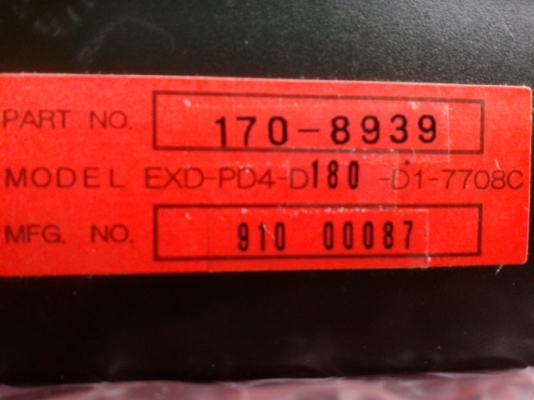 PART NO. 170-8939
MODEL EXD-PD4-D180-D1-7708C
MFG. NO. 910 00087